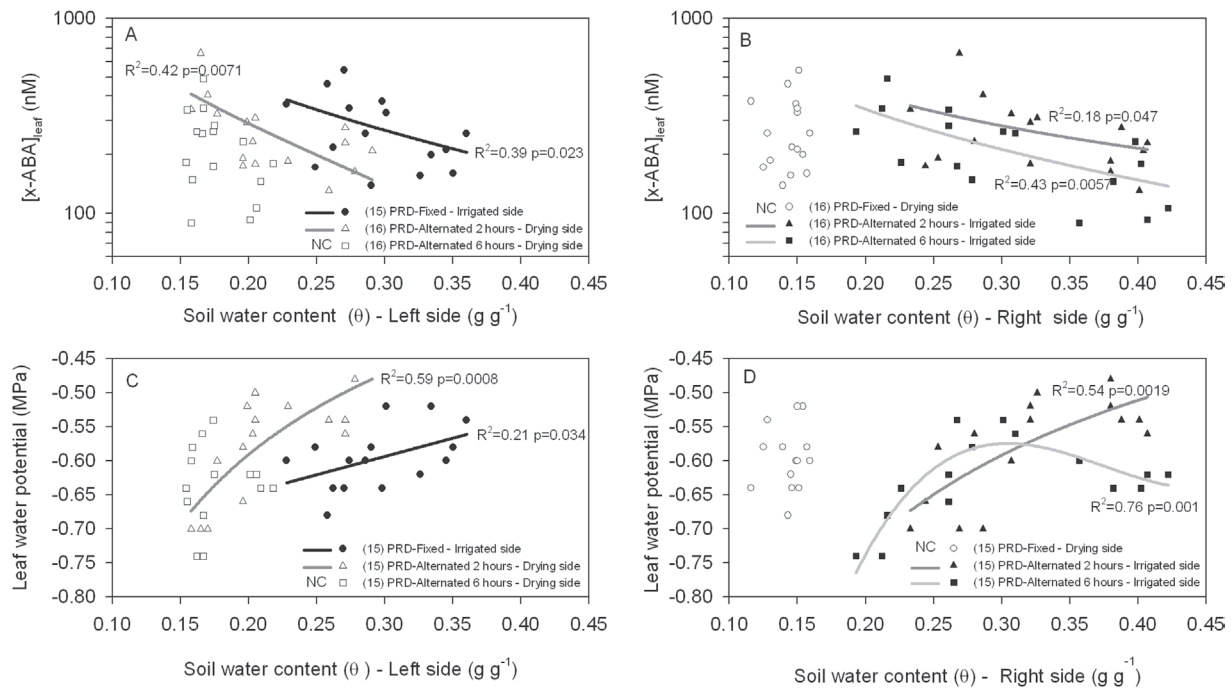 A
[x-ABA]leaf (nM)
1000
100
R²=0.42 p=0.0071
R²=0.39 p=0.023
(15) PRD-Fixed - Irrigated side
(16) PRD-Alternated 2 hours - Drying side
NC (16) PRD-Alternated 6 hours - Drying side
0.10 0.15 0.20 0.25 0.30 0.35 0.40 0.45
Soil water content (θ) - Left side (g g⁻¹)
B
[x-ABA]leaf (nM)
1000
100
R²=0.18 p=0.047
R²=0.43 p=0.0057
NC (16) PRD-Fixed - Drying side
(16) PRD-Alternated 2 hours - Irrigated side
(16) PRD-Alternated 6 hours - Irrigated side
0.10 0.15 0.20 0.25 0.30 0.35 0.40 0.45
Soil water content (θ) - Right side (g g⁻¹)
C
Leaf water potential (MPa)
-0.45
-0.50
-0.55
-0.60
-0.65
-0.70
-0.75
-0.80
R²=0.59 p=0.0008
R²=0.21 p=0.034
(15) PRD-Fixed - Irrigated side
(15) PRD-Alternated 2 hours - Drying side
NC (15) PRD-Alternated 6 hours - Drying side
0.10 0.15 0.20 0.25 0.30 0.35 0.40 0.45
Soil water content (θ) - Left side (g g⁻¹)
D
Leaf water potential (MPa)
-0.45
-0.50
-0.55
-0.60
-0.65
-0.70
-0.75
-0.80
R²=0.54 p=0.0019
R²=0.76 p=0.001
NC (15) PRD-Fixed - Drying side
(15) PRD-Alternated 2 hours - Irrigated side
(15) PRD-Alternated 6 hours - Irrigated side
0.10 0.15 0.20 0.25 0.30 0.35 0.40 0.45
Soil water content (θ) - Right side (g g⁻¹)